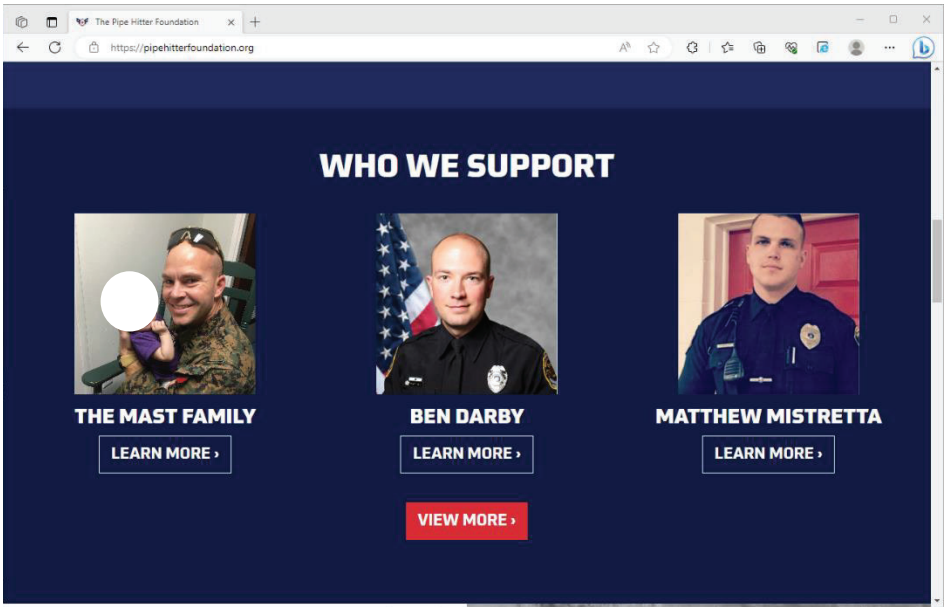 The Pipe Hitter Foundation
https://pipehitterfoundation.org
WHO WE SUPPORT
THE MAST FAMILY
BEN DARBY
MATTHEW MISTRETTA
LEARN MORE ›
LEARN MORE ›
LEARN MORE ›
VIEW MORE ›